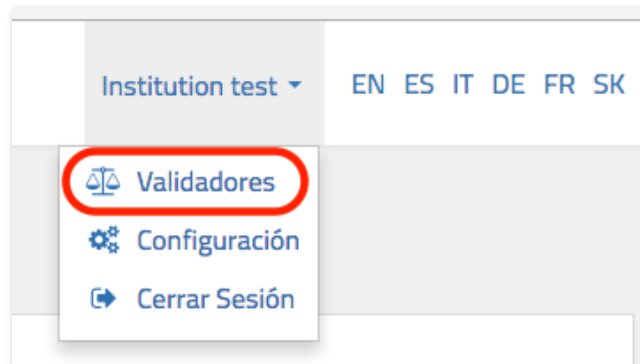 Institution test EN ES IT DE FR SK
Validadores
Configuración
Cerrar Sesión